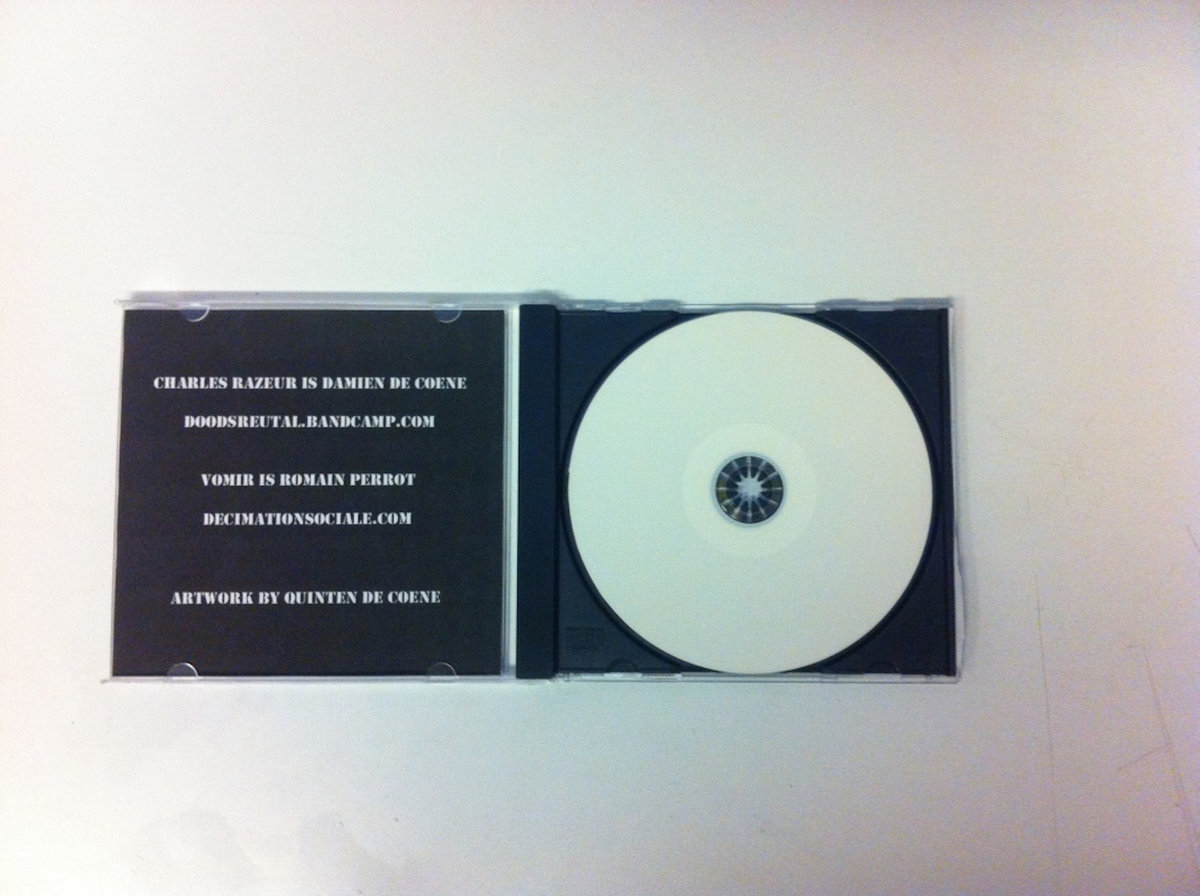 CHARLES RAZEUR IS DAMIEN DE COENE
DOODSREUTAL.BANDCAMP.COM
VOMIR IS ROMAIN PERROT
DECIMATIONSOCIALE.COM
ARTWORK BY QUINTEN DE COENE